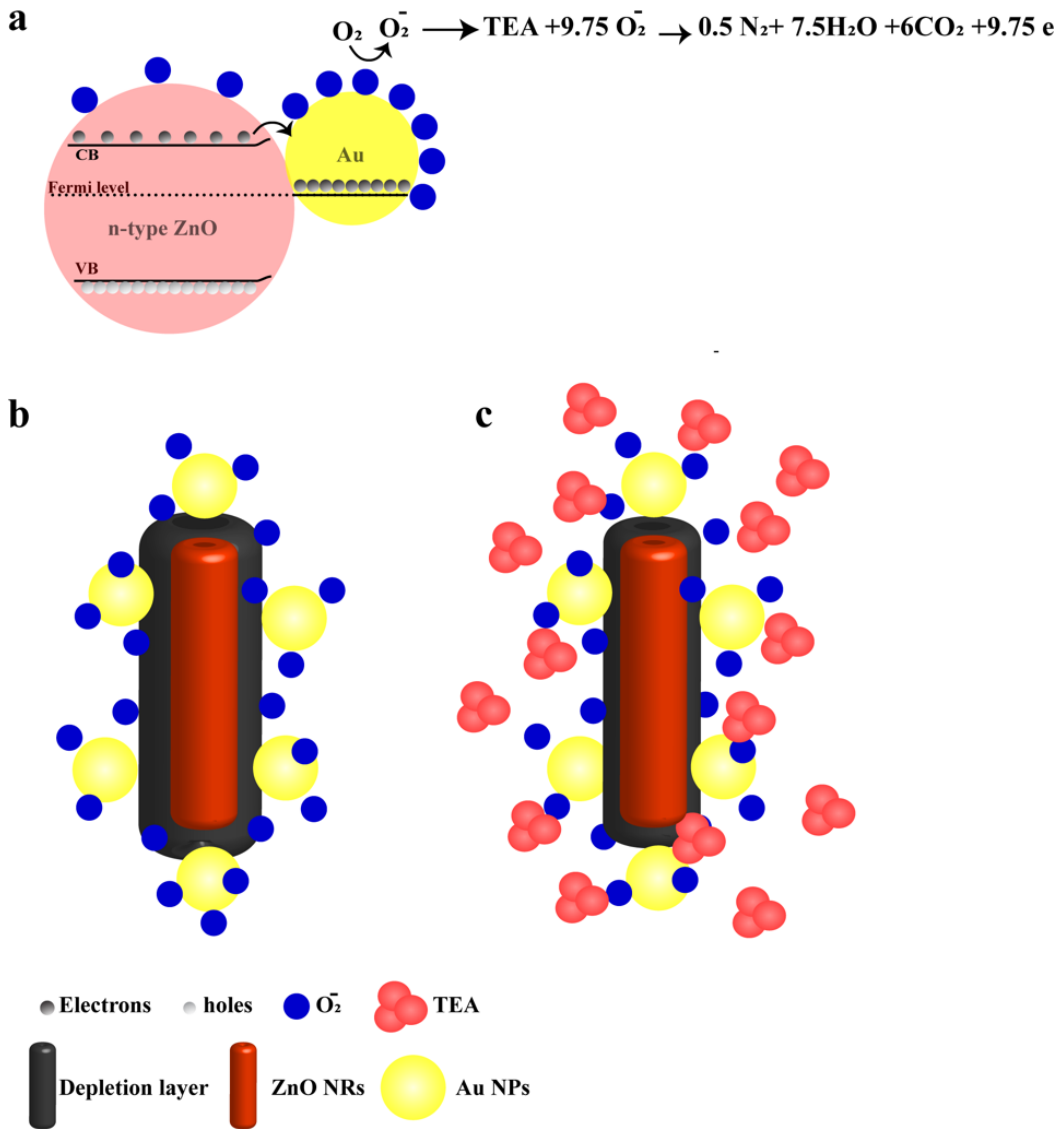 a
O₂ O₂⁻ → TEA +9.75 O₂⁻ → 0.5 N₂+ 7.5H₂O +6CO₂ +9.75 e
CB
Au
Fermi level
n-type ZnO
VB
-
b
c
Electrons holes O₂⁻ TEA
Depletion layer ZnO NRs Au NPs